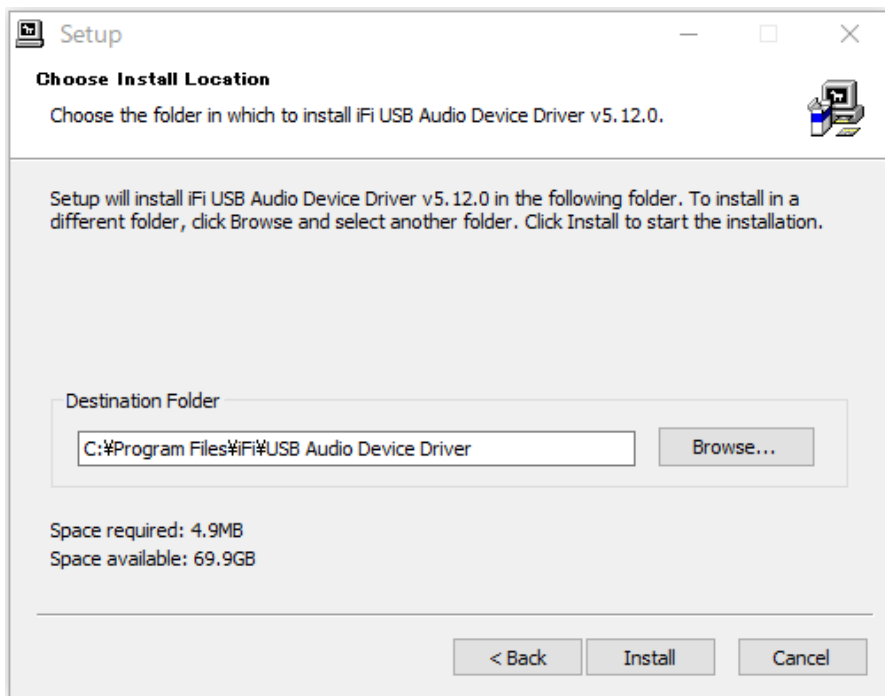 Setup
Choose Install Location
Choose the folder in which to install iFi USB Audio Device Driver v5.12.0.
Setup will install iFi USB Audio Device Driver v5.12.0 in the following folder. To install in a
different folder, click Browse and select another folder. Click Install to start the installation.
Destination Folder
C:¥Program Files¥iFi¥USB Audio Device Driver
Browse...
Space required: 4.9MB
Space available: 69.9GB
< Back
Install
Cancel